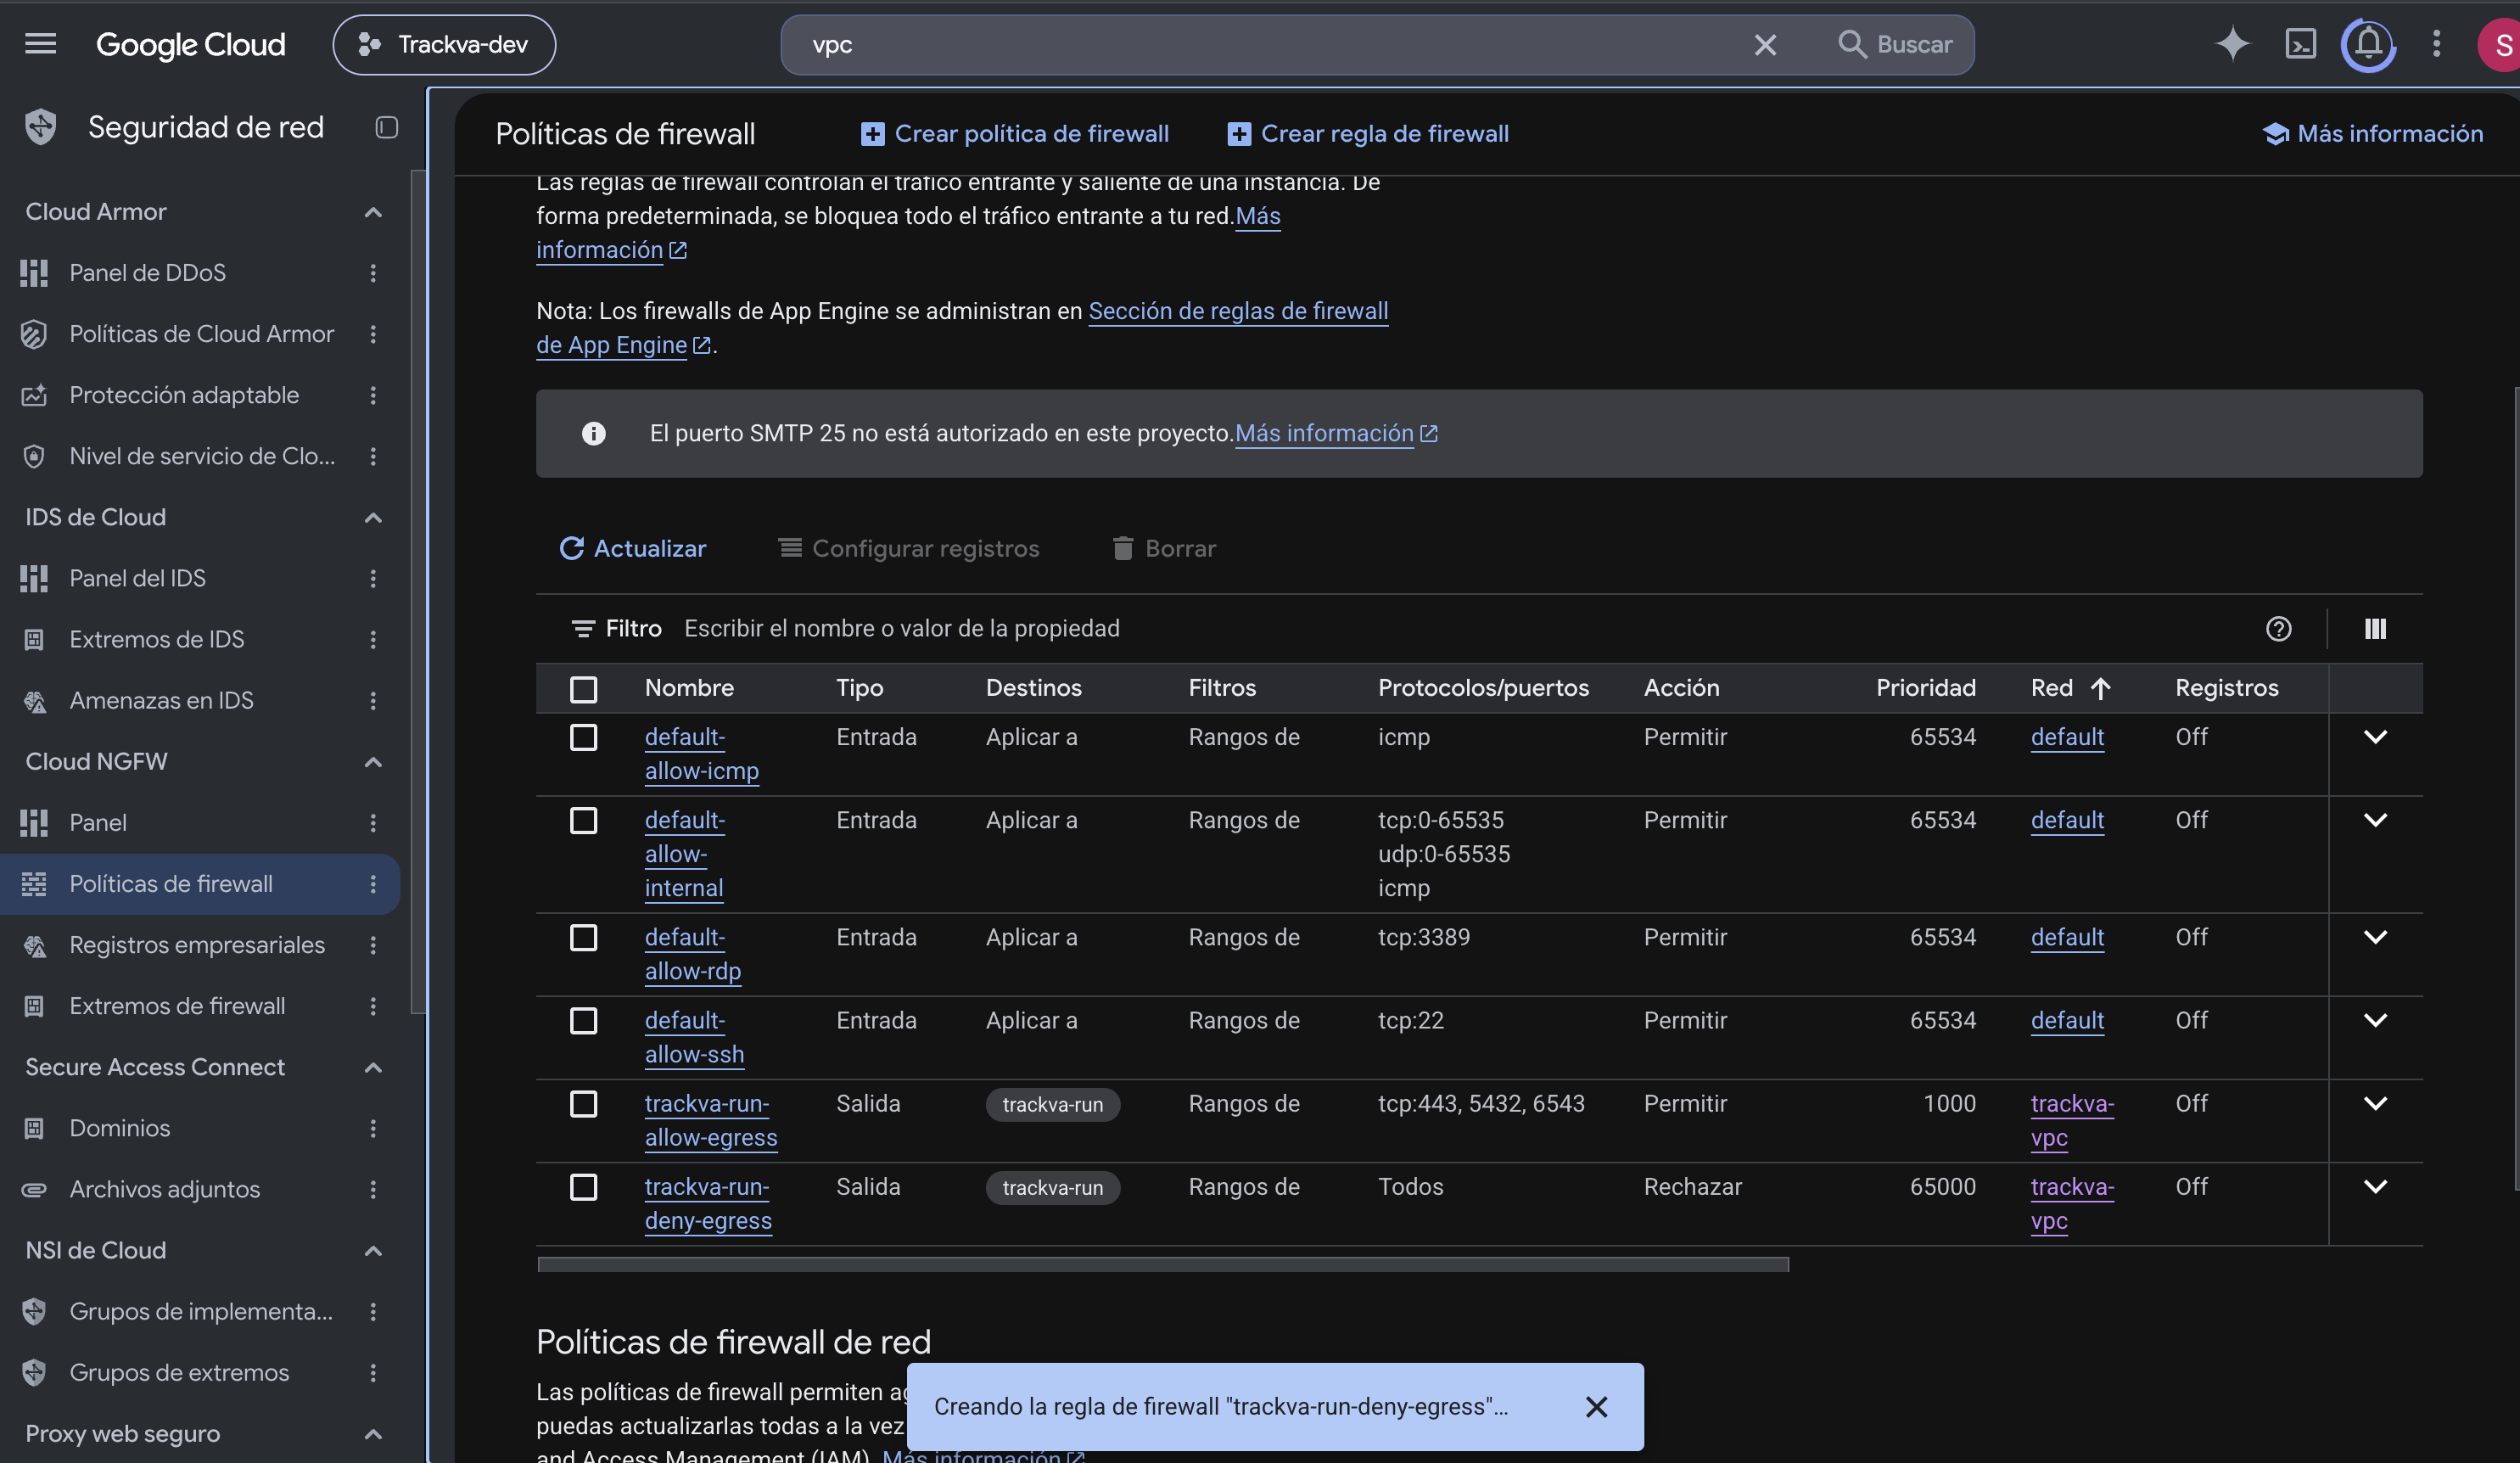 Google Cloud
Trackva-dev
vpc
Buscar
S
Seguridad de red
Cloud Armor
Panel de DDoS
Políticas de Cloud Armor
Protección adaptable
Nivel de servicio de Clo...
IDS de Cloud
Panel del IDS
Extremos de IDS
Amenazas en IDS
Cloud NGFW
Panel
Políticas de firewall
Registros empresariales
Extremos de firewall
Secure Access Connect
Dominios
Archivos adjuntos
NSI de Cloud
Grupos de implementa...
Grupos de extremos
Proxy web seguro
Políticas de firewall
Crear política de firewall
Crear regla de firewall
Más información
Las reglas de firewall controlan el tráfico entrante y saliente de una instancia. De
forma predeterminada, se bloquea todo el tráfico entrante a tu red.Más
información
Nota: Los firewalls de App Engine se administran en Sección de reglas de firewall
de App Engine.
El puerto SMTP 25 no está autorizado en este proyecto.Más información
Actualizar
Configurar registros
Borrar
Filtro Escribir el nombre o valor de la propiedad
Nombre Tipo Destinos Filtros Protocolos/puertos Acción Prioridad Red Registros
default- Entrada Aplicar a Rangos de icmp Permitir 65534 default Off
allow-icmp
default- Entrada Aplicar a Rangos de tcp:0-65535 Permitir 65534 default Off
allow- udp:0-65535
internal icmp
default- Entrada Aplicar a Rangos de tcp:3389 Permitir 65534 default Off
allow-rdp
default- Entrada Aplicar a Rangos de tcp:22 Permitir 65534 default Off
allow-ssh
trackva-run- Salida trackva-run Rangos de tcp:443, 5432, 6543 Permitir 1000 trackva- Off
allow-egress vpc
trackva-run- Salida trackva-run Rangos de Todos Rechazar 65000 trackva- Off
deny-egress vpc
Políticas de firewall de red
Las políticas de firewall permiten
puedas actualizarlas todas a la vez
and Access Management (IAM). Más información
Creando la regla de firewall "trackva-run-deny-egress"...